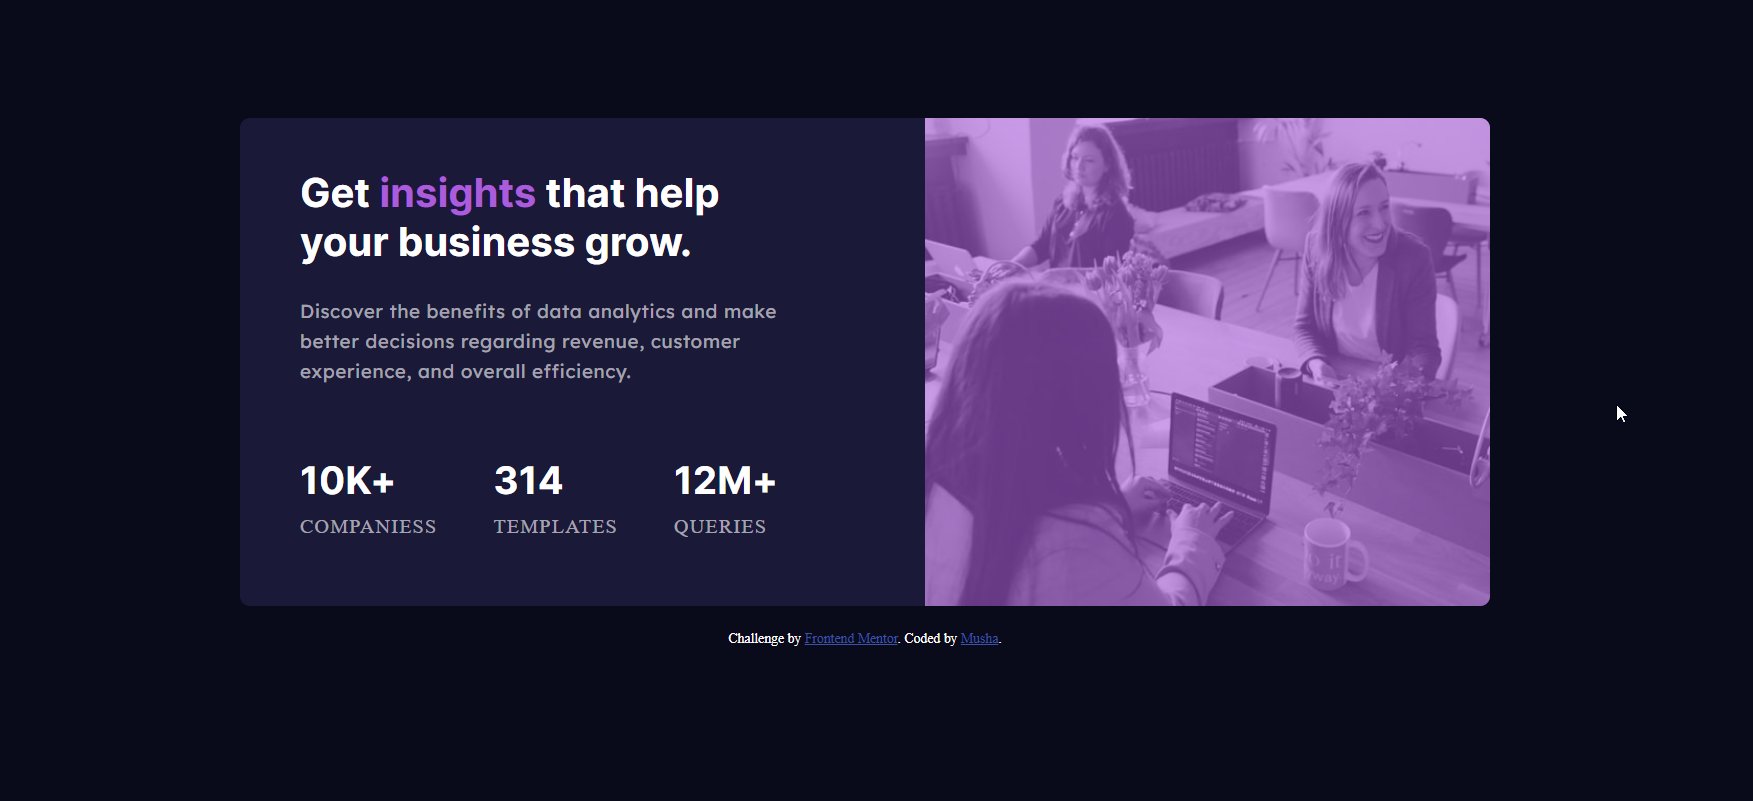 Get insights that help
your business grow.
Discover the benefits of data analytics and make
better decisions regarding revenue, customer
experience, and overall efficiency.
10K+ 314 12M+
COMPANIESS TEMPLATES QUERIES
Challenge by Frontend Mentor. Coded by Musha.